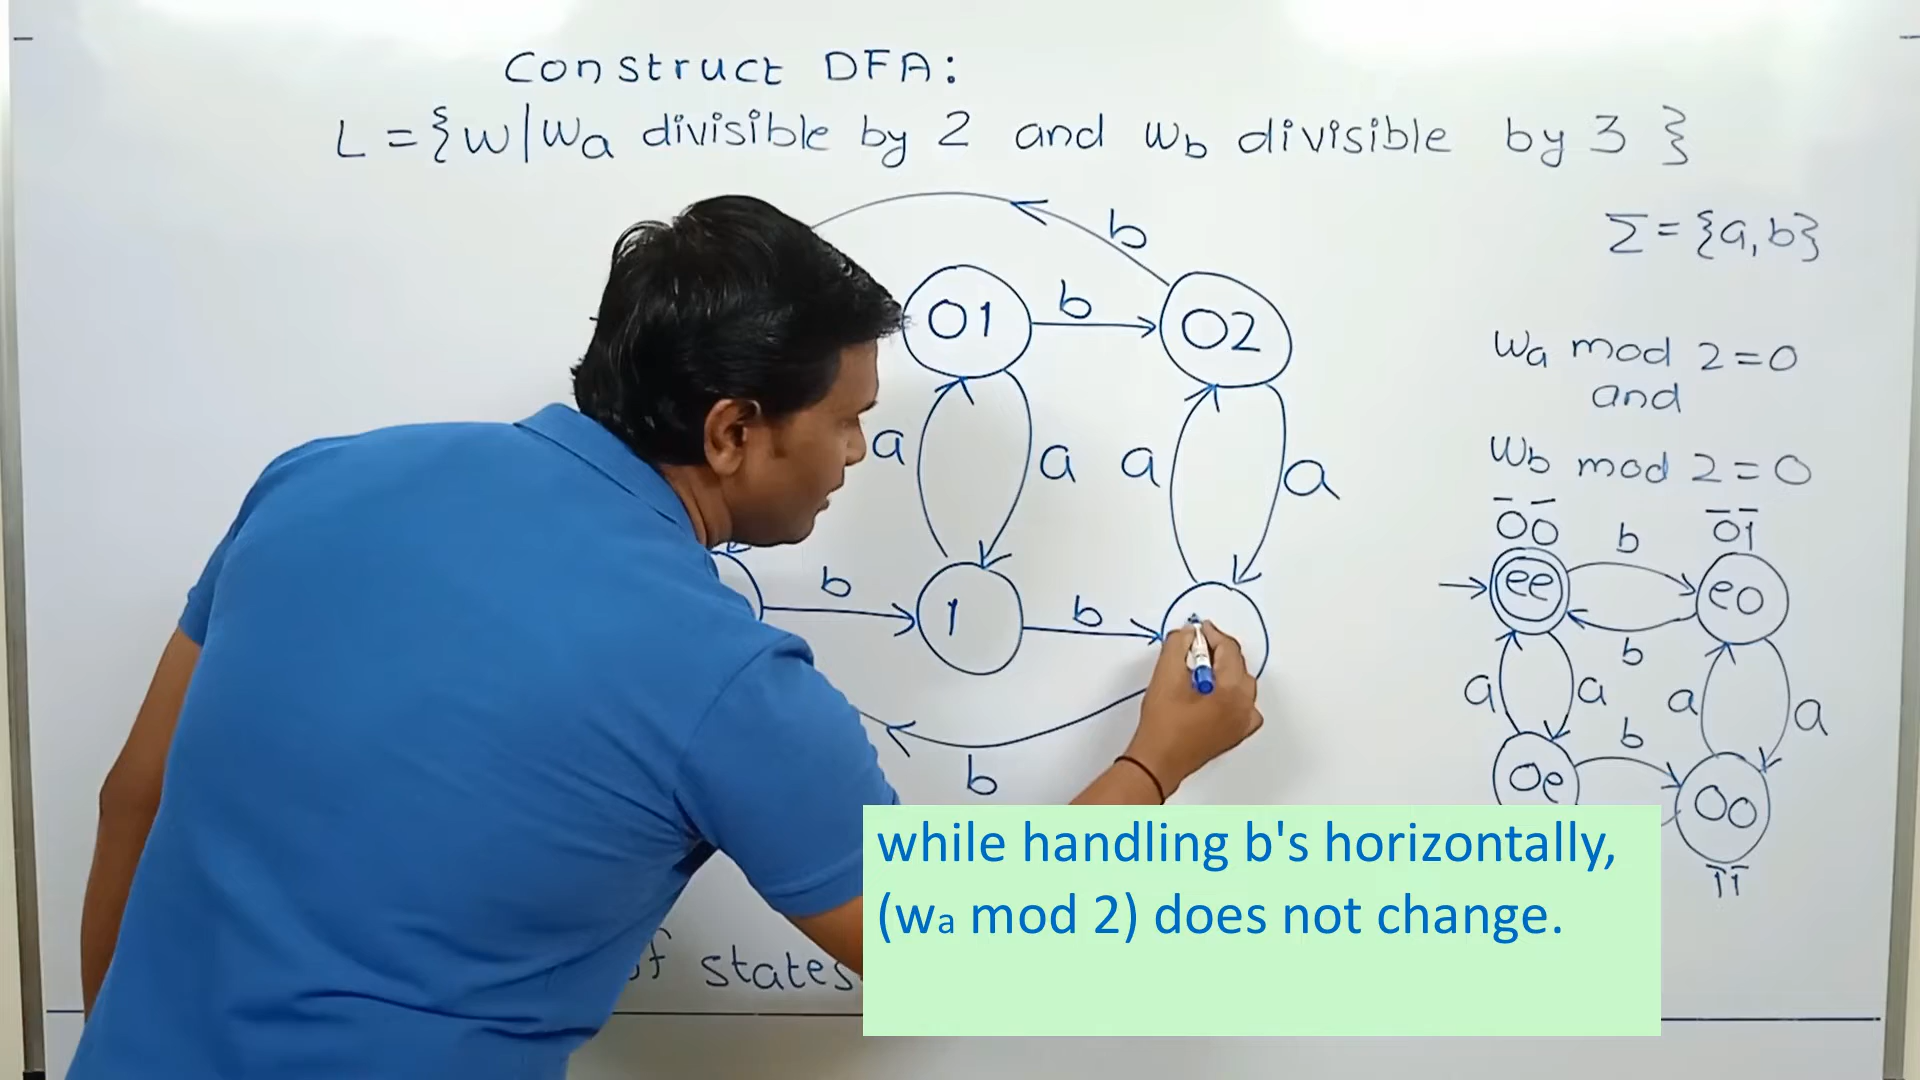 Construct DFA:
L = {w|wa divisible by 2 and wb divisible by 3 }
Σ = {a, b}
b
01
b
02
a
a
a
a
b
1
b
b
wa mod 2 = 0
and
wb mod 2 = 0
00
01
b
ee
eo
b
a
a
a
a
b
oe
oo
11
states
while handling b's horizontally,
(wa mod 2) does not change.